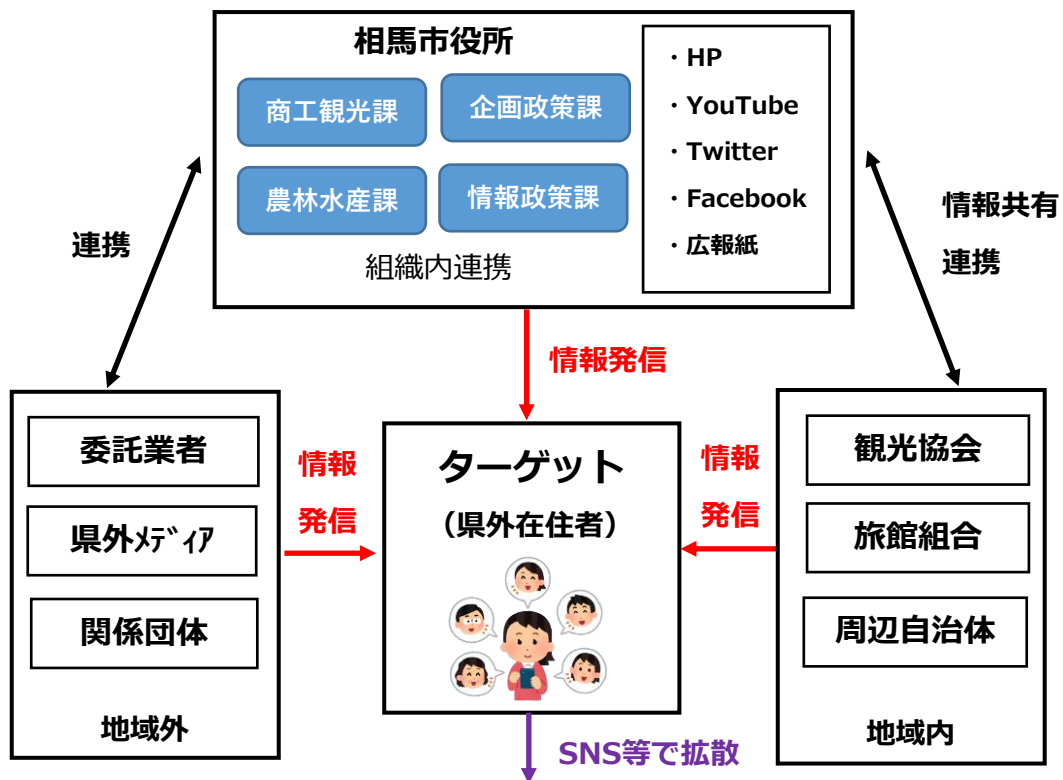 相馬市役所
商工観光課
企画政策課
農林水産課
情報政策課
組織内連携
・HP
・YouTube
・Twitter
・Facebook
・広報紙
連携
情報共有
連携
情報発信
委託業者
県外ﾒﾃﾞｨｱ
関係団体
地域外
情報
発信
ターゲット
（県外在住者）
情報
発信
観光協会
旅館組合
周辺自治体
地域内
SNS等で拡散